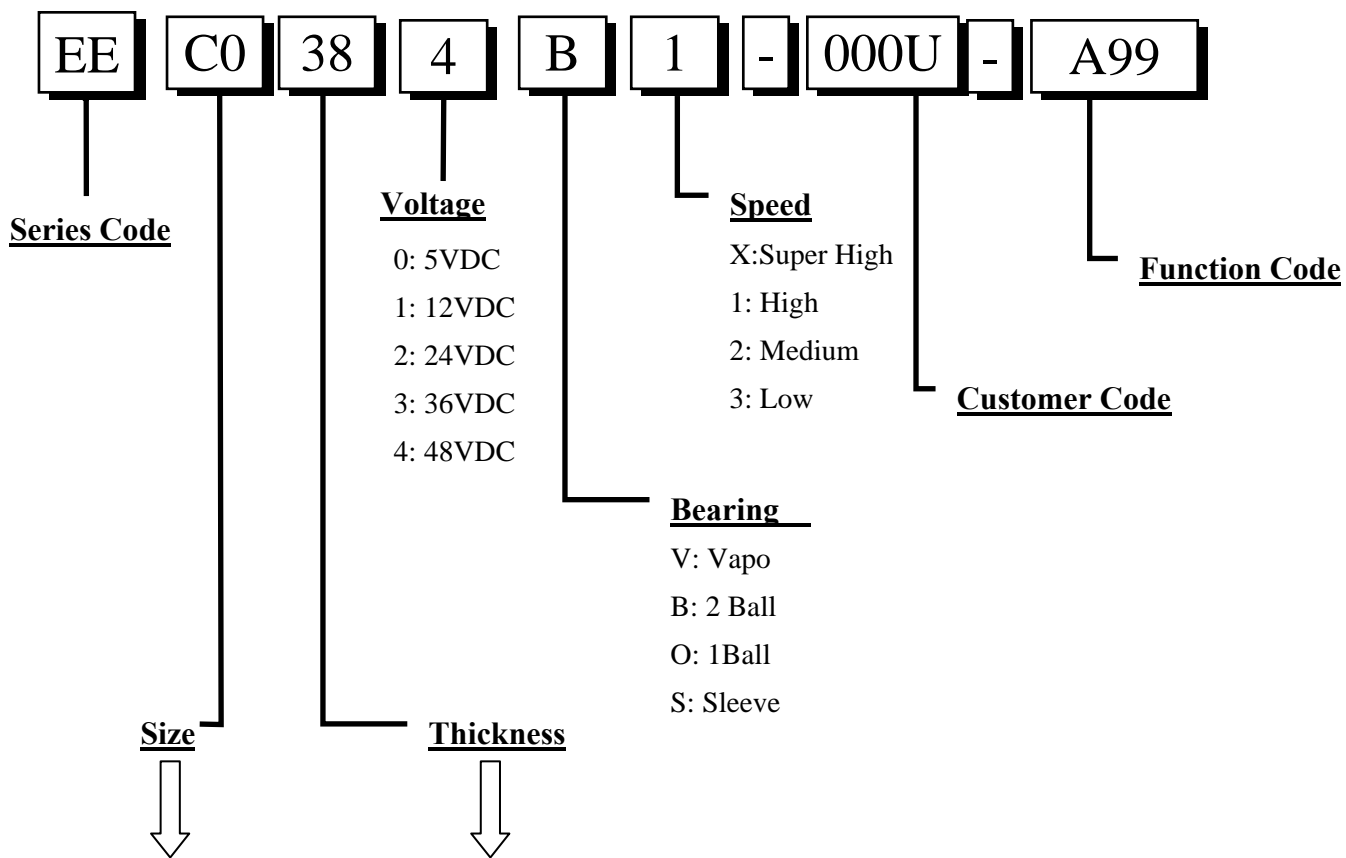 EE C0 38 4 B 1 - 000U - A99
Series Code
Voltage
0: 5VDC
1: 12VDC
2: 24VDC
3: 36VDC
4: 48VDC
Speed
X:Super High
1: High
2: Medium
3: Low
Function Code
Customer Code
Bearing
V: Vapo
B: 2 Ball
O: 1Ball
S: Sleeve
Size
Thickness